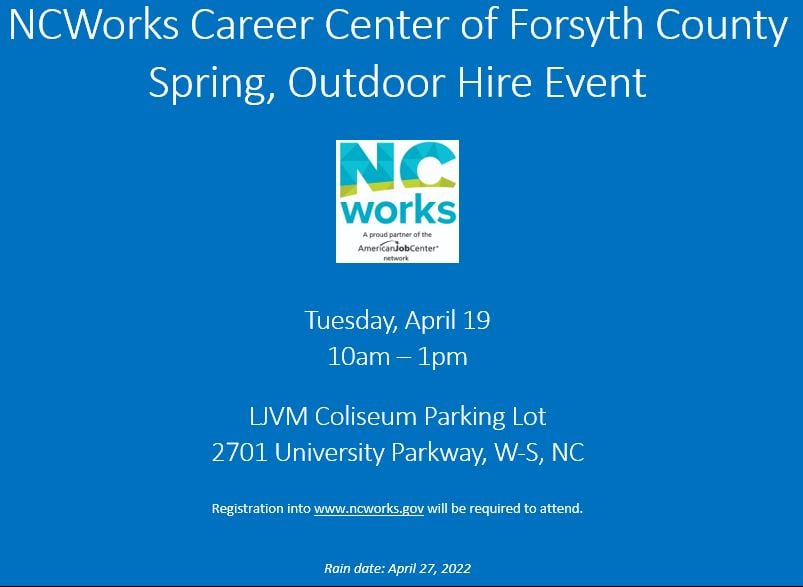 NCWorks Career Center of Forsyth County
Spring, Outdoor Hire Event
NC
works
A proud partner of the
AmericanJobCenter®
network
Tuesday, April 19
10am – 1pm
LJVM Coliseum Parking Lot
2701 University Parkway, W-S, NC
Registration into www.ncworks.gov will be required to attend.
Rain date: April 27, 2022